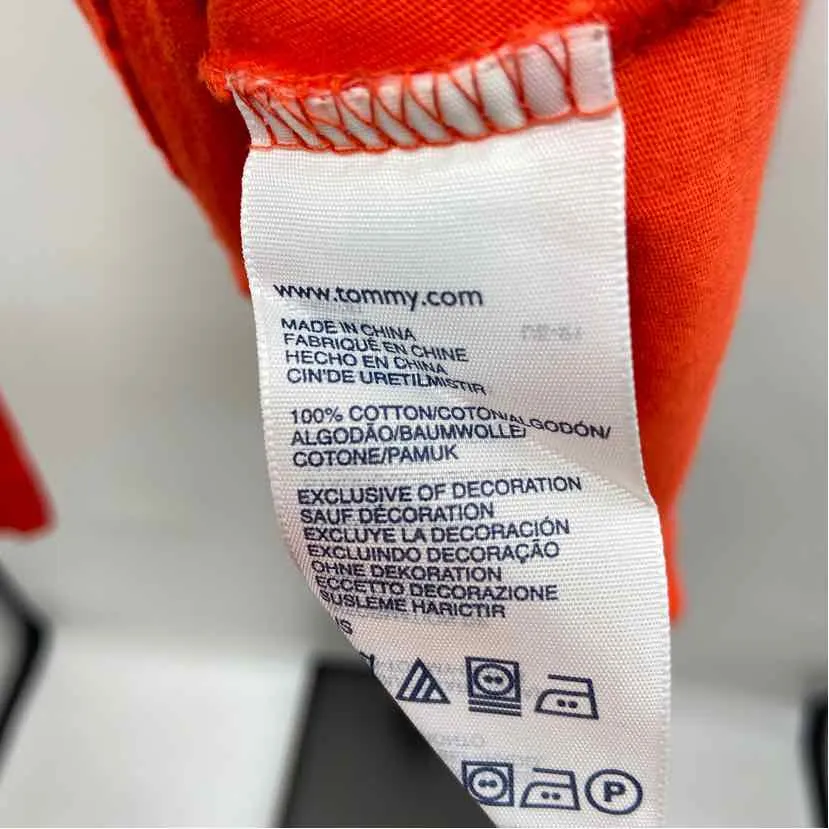 www.tommy.com
MADE IN CHINA
FABRIQUÉ EN CHINE
HECHO EN CHINA
CIN'DE URETILMISTIR
100% COTTON/COTON/ALGODÓN/
ALGODÃO/BAUMWOLLE/
COTONE/PAMUK
EXCLUSIVE OF DECORATION
SAUF DÉCORATION
EXCLUYE LA DECORACIÓN
EXCLUINDO DECORAÇÃO
OHNE DEKORATION
ECCETTO DECORAZIONE
SUSLEME HARICTIR
P